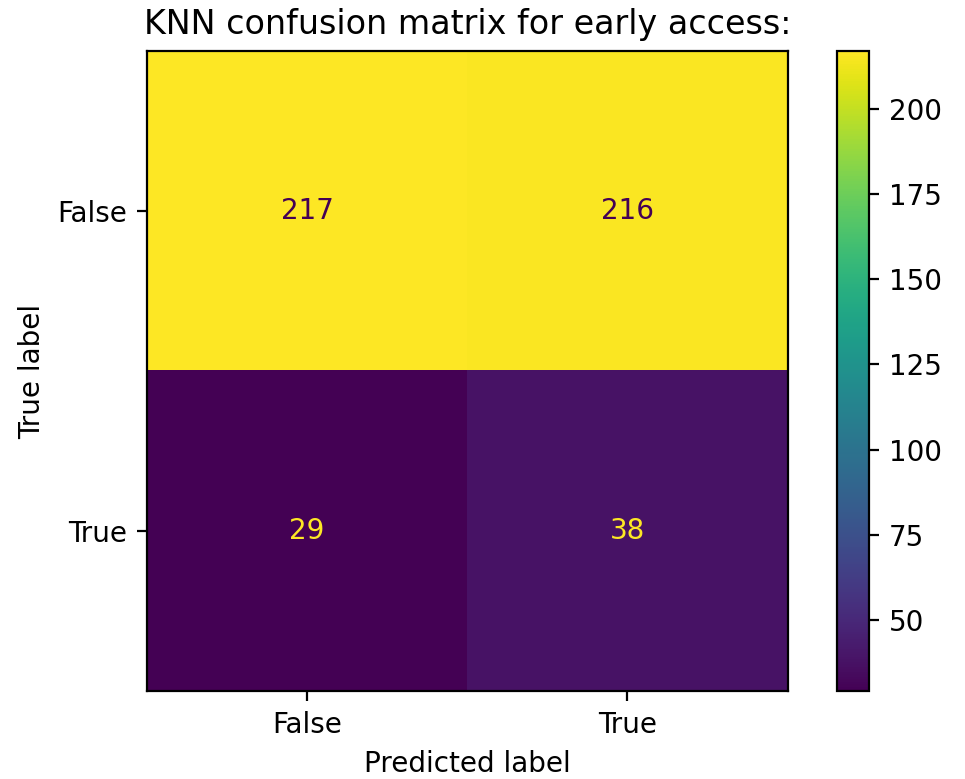 KNN confusion matrix for early access:
True label
False
217
216
True
29
38
False
True
Predicted label
200
175
150
125
100
75
50